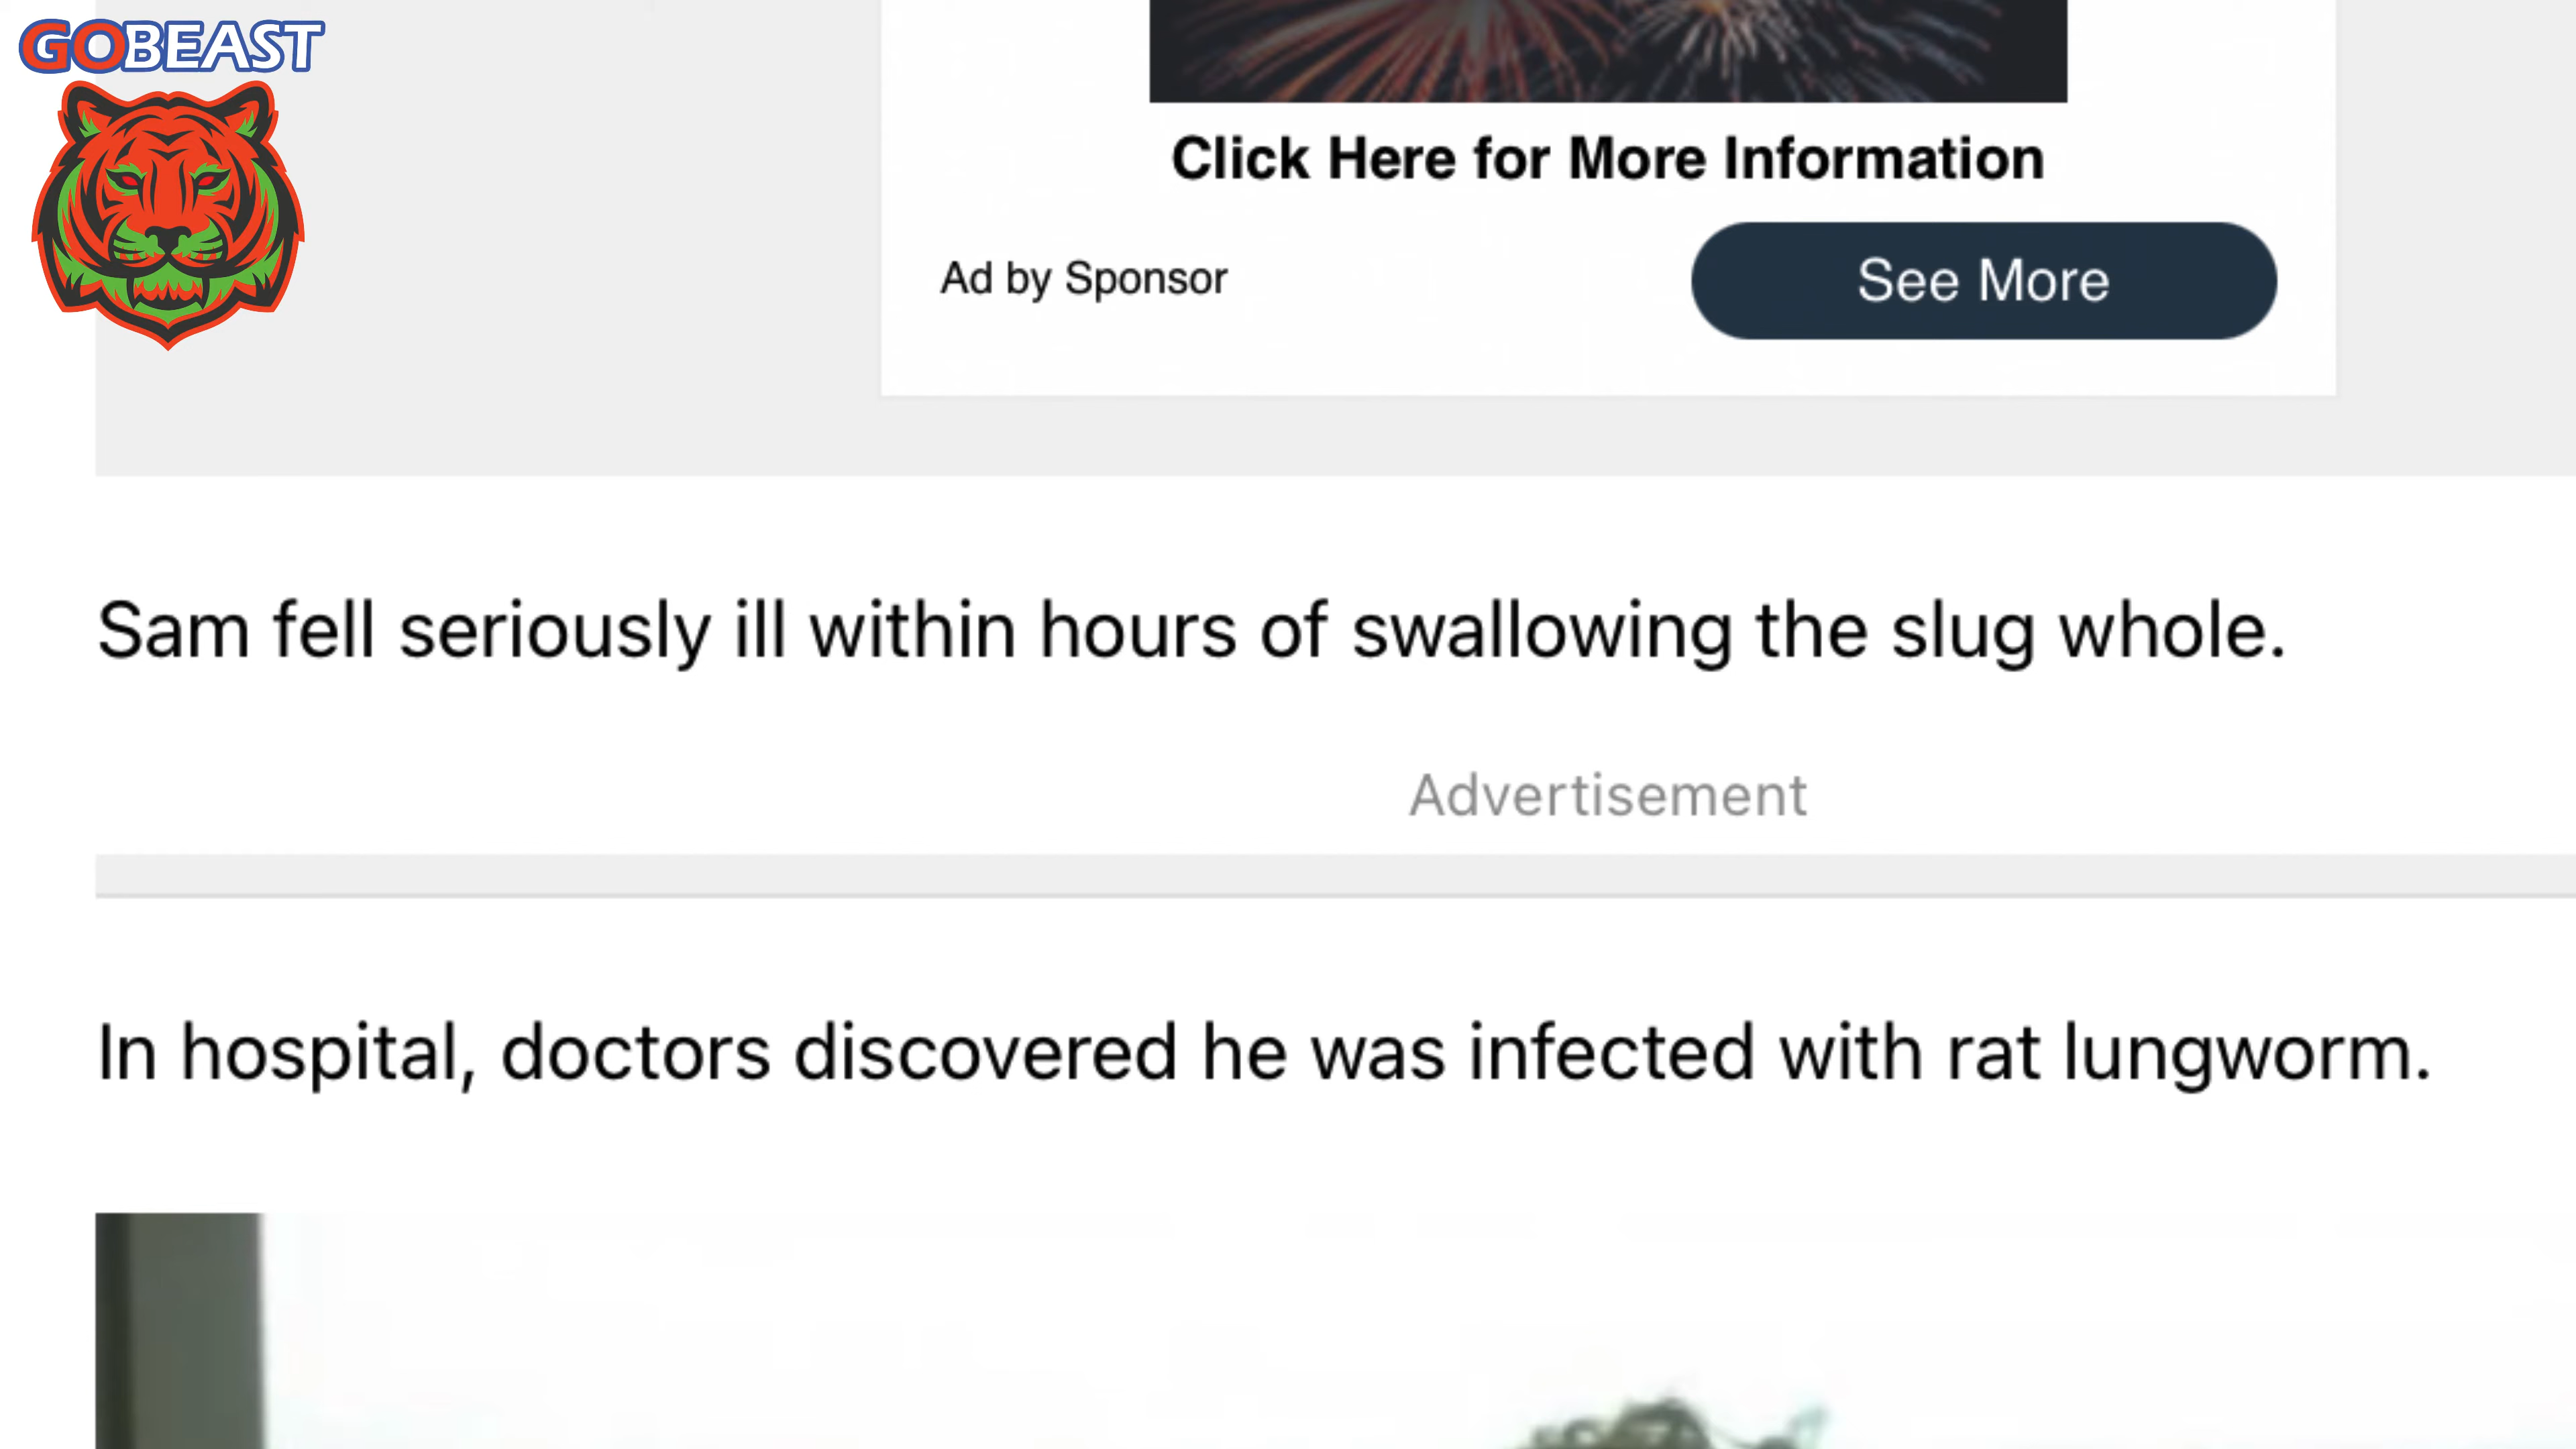 GOBEAST
Click Here for More Information
Ad by Sponsor
See More
Sam fell seriously ill within hours of swallowing the slug whole.
Advertisement
In hospital, doctors discovered he was infected with rat lungworm.